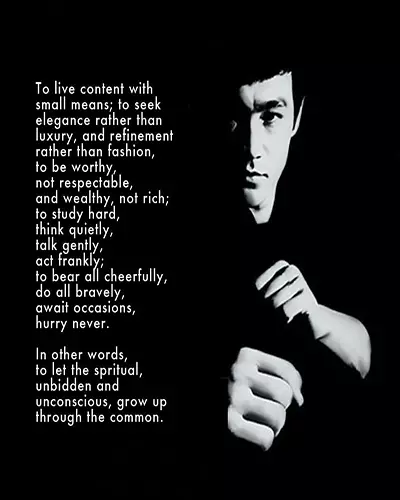 To live content with
small means; to seek
elegance rather than
luxury, and refinement
rather than fashion,
to be worthy,
not respectable,
and wealthy, not rich;
to study hard,
think quietly,
talk gently,
act frankly;
to bear all cheerfully,
do all bravely,
await occasions,
hurry never.
In other words,
to let the spritual,
unbidden and
unconscious, grow up
through the common.